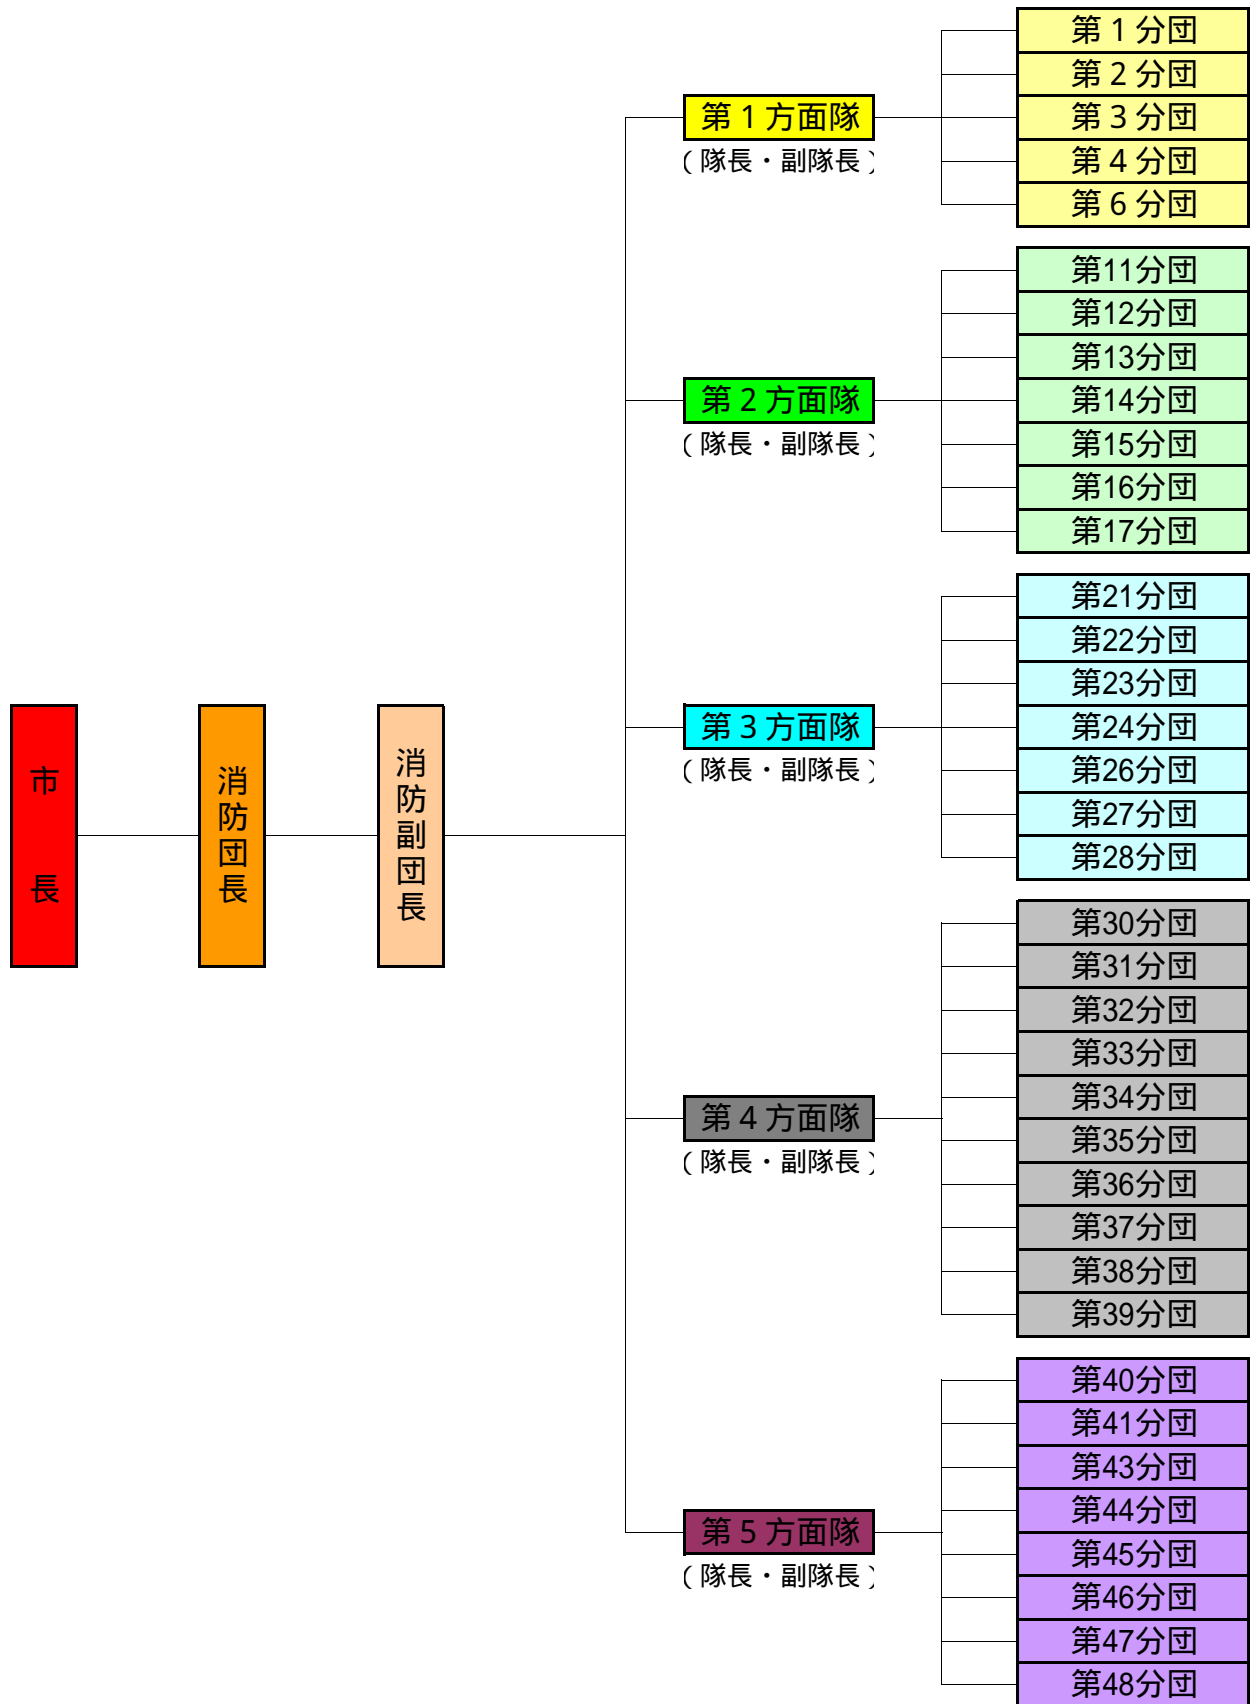 市長
消防団長
消防副団長
第1方面隊
（隊長・副隊長）
第1分団
第2分団
第3分団
第4分団
第6分団
第2方面隊
（隊長・副隊長）
第11分団
第12分団
第13分団
第14分団
第15分団
第16分団
第17分団
第3方面隊
（隊長・副隊長）
第21分団
第22分団
第23分団
第24分団
第26分団
第27分団
第28分団
第4方面隊
（隊長・副隊長）
第30分団
第31分団
第32分団
第33分団
第34分団
第35分団
第36分団
第37分団
第38分団
第39分団
第5方面隊
（隊長・副隊長）
第40分団
第41分団
第43分団
第44分団
第45分団
第46分団
第47分団
第48分団